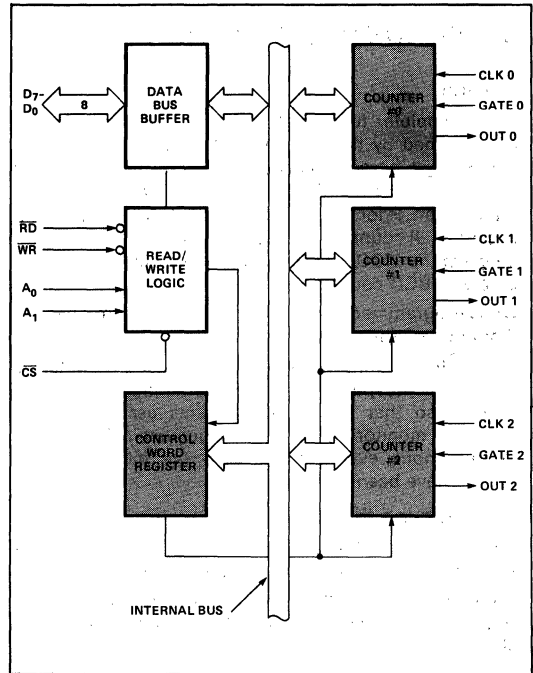 D7-
D0
8
DATA
BUS
BUFFER
COUNTER
#0
CLK 0
GATE 0
OUT 0
RD
WR
A0
A1
CS
READ/
WRITE
LOGIC
COUNTER
#1
CLK 1
GATE 1
OUT 1
CONTROL
WORD
REGISTER
COUNTER
#2
CLK 2
GATE 2
OUT 2
INTERNAL BUS